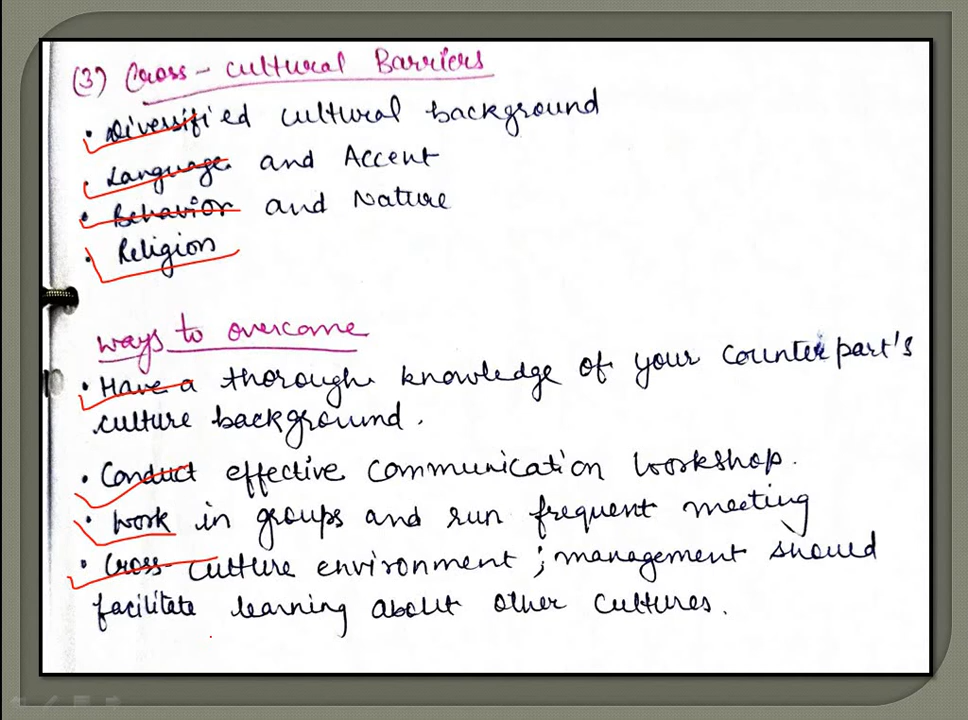 (3) Cross-cultural Barriers
• Diversified cultural background
• Language and Accent
• Behavior and Nature
• Religion
Ways to overcome
• Have a thorough knowledge of your counterpart's
culture background.
• Conduct effective communication workshop.
• Work in groups and run frequent meeting
• Cross-culture environment; management should
facilitate learning about other cultures.